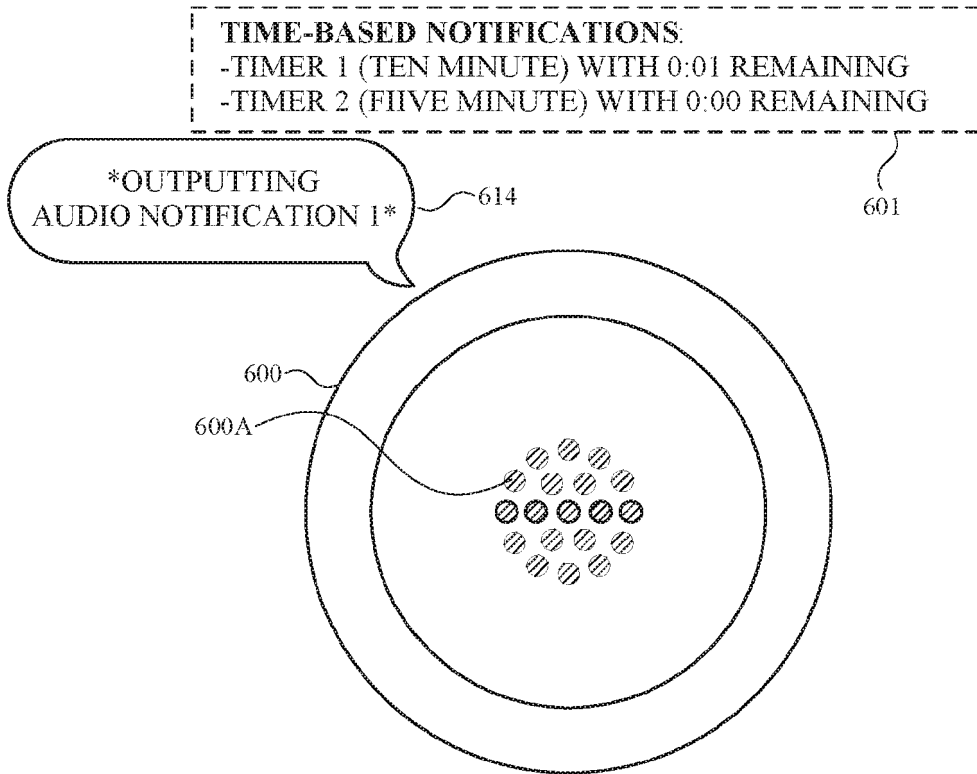 TIME-BASED NOTIFICATIONS:
-TIMER 1 (TEN MINUTE) WITH 0:01 REMAINING
-TIMER 2 (FIIVE MINUTE) WITH 0:00 REMAINING
601
*OUTPUTTING
AUDIO NOTIFICATION 1*
614
600
600A